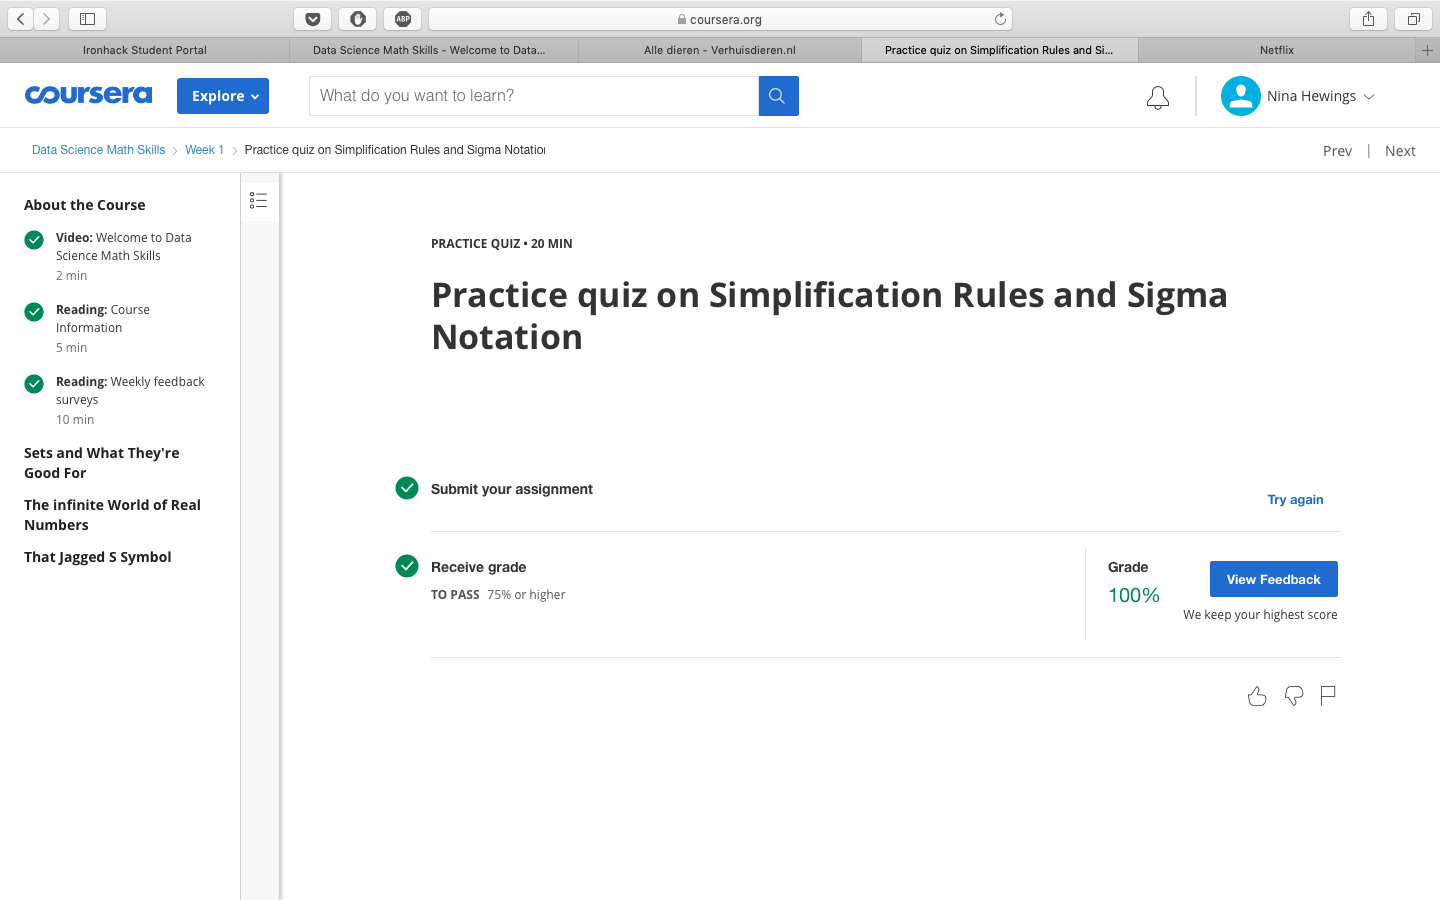 coursera.org
Ironhack Student Portal
Data Science Math Skills - Welcome to Data...
Alle dieren - Verhuisdieren.nl
Practice quiz on Simplification Rules and Si...
Netflix
coursera
Explore
What do you want to learn?
Nina Hewings
Data Science Math Skills
Week 1
Practice quiz on Simplification Rules and Sigma Notation
Prev | Next
About the Course
Video: Welcome to Data
Science Math Skills
2 min
Reading: Course
Information
5 min
Reading: Weekly feedback
surveys
10 min
Sets and What They're
Good For
The infinite World of Real
Numbers
That Jagged S Symbol
PRACTICE QUIZ • 20 MIN
Practice quiz on Simplification Rules and Sigma
Notation
Submit your assignment
Try again
Receive grade
TO PASS 75% or higher
Grade
100%
View Feedback
We keep your highest score
ABP